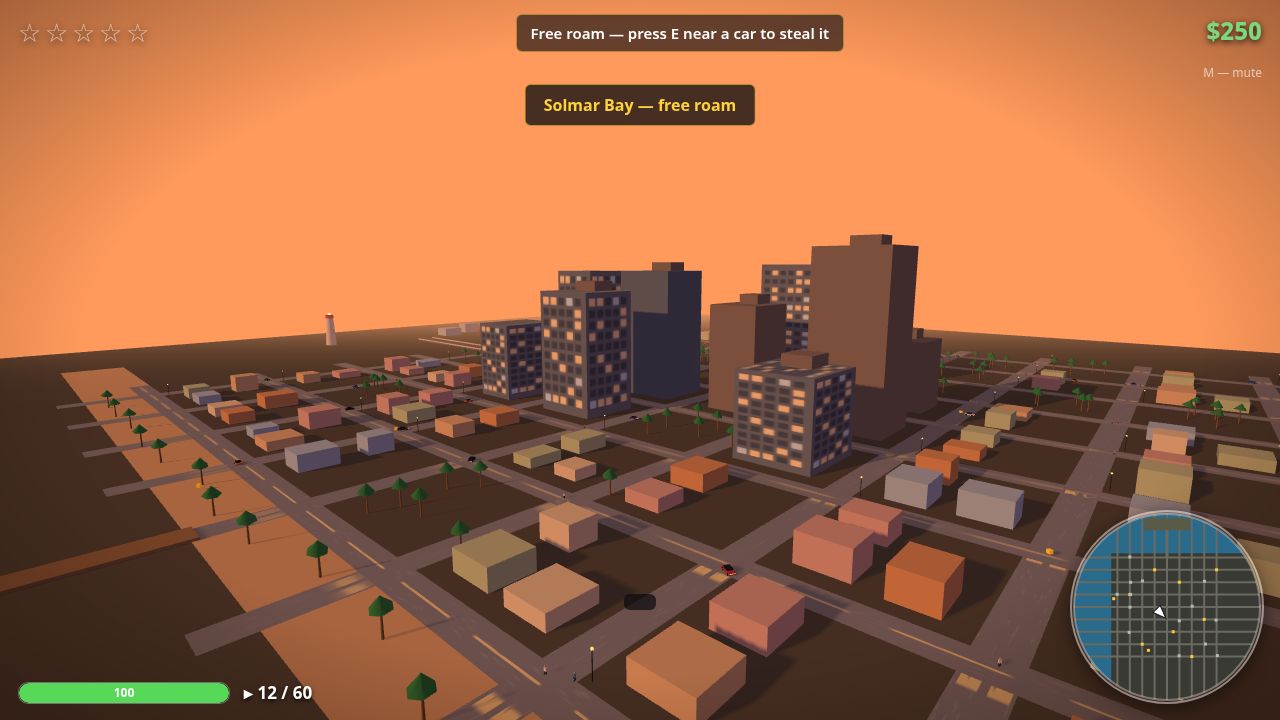 ☆☆☆☆☆
Free roam — press E near a car to steal it
$250
M — mute
Solmar Bay — free roam
100
▸ 12 / 60